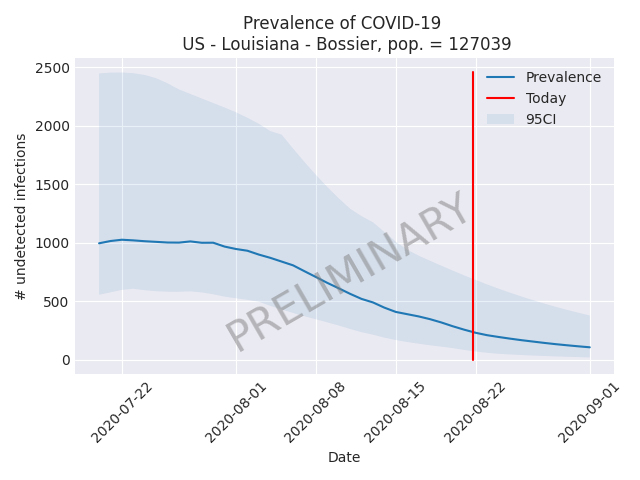 Prevalence of COVID-19
US - Louisiana - Bossier, pop. = 127039
2500
2000
1500
1000
500
0
# undetected infections
Prevalence
Today
95CI
PRELIMINARY
2020-07-22
2020-08-01
2020-08-08
2020-08-15
2020-08-22
2020-09-01
Date